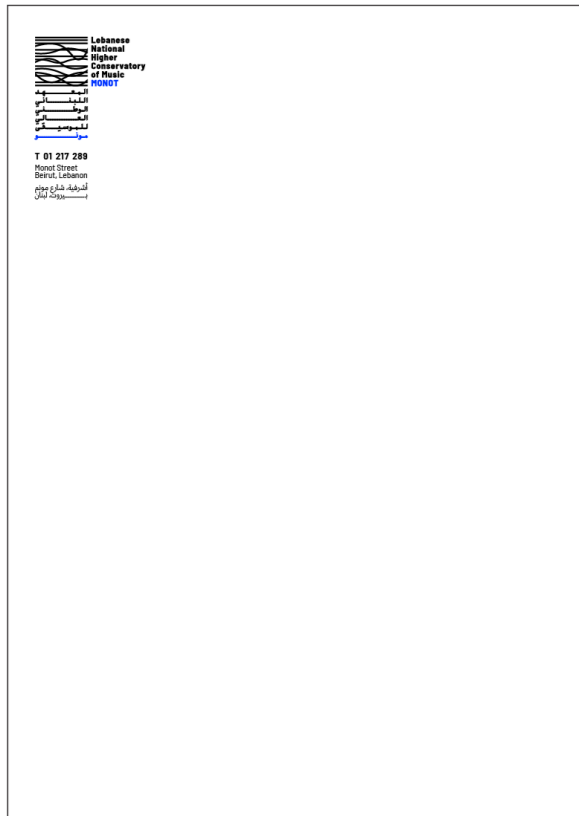 Lebanese
National
Higher
Conservatory
of Music
MONOT
المعهد
اللبناني
الوطني
العالي
للموسيقى
مونو
T 01 217 289
Monot Street
Beirut, Lebanon
أشرفية، شارع مونم
بيروت، لبنان